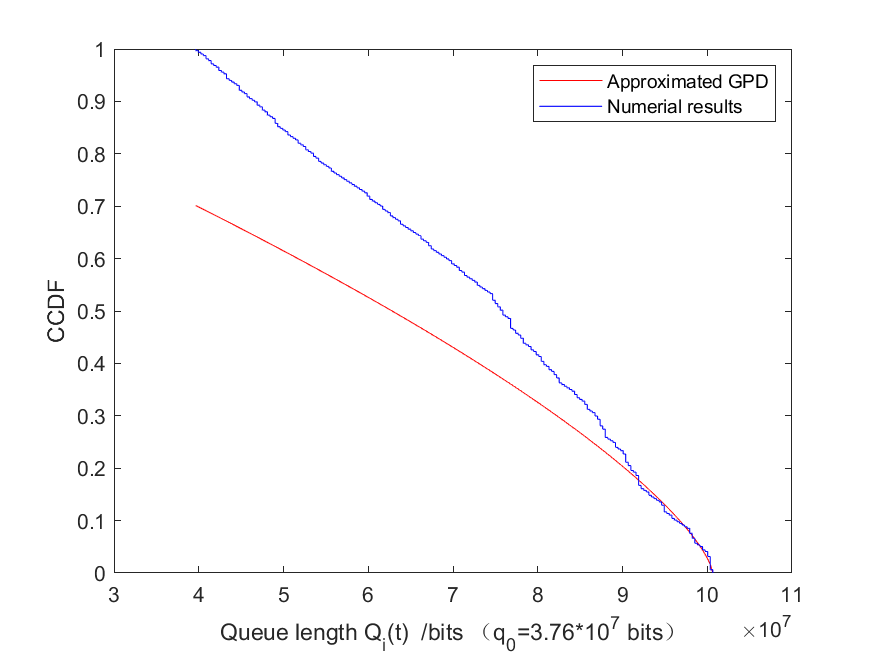 1
0.9
0.8
0.7
0.6
0.5
0.4
0.3
0.2
0.1
0
CCDF
Approximated GPD
Numerial results
3 4 5 6 7 8 9 10 11
×10^7
Queue length Q_i(t) /bits （q_0=3.76*10^7 bits）